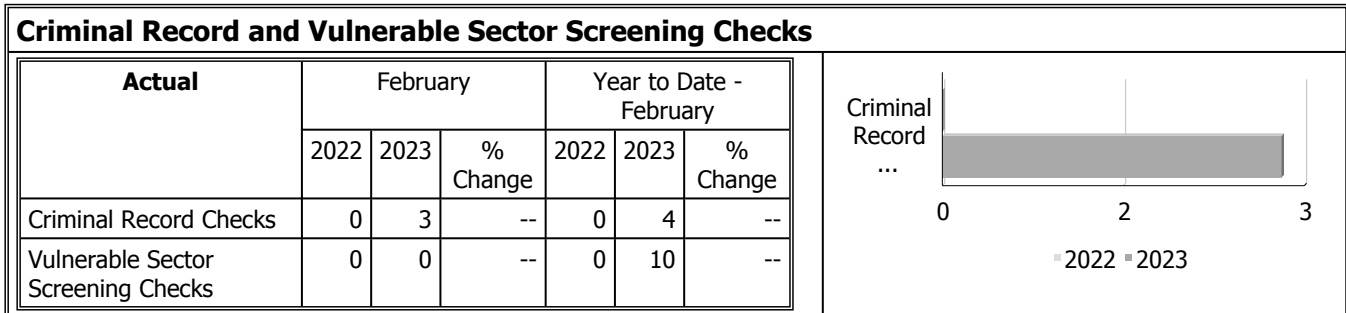 Criminal Record and Vulnerable Sector Screening Checks
Actual February Year to Date -
February
2022 2023 % 2022 2023 %
Change Change
Criminal Record Checks 0 3 -- 0 4 --
Vulnerable Sector 0 0 -- 0 10 --
Screening Checks
Criminal
Record
...
0 2 3
2022 2023